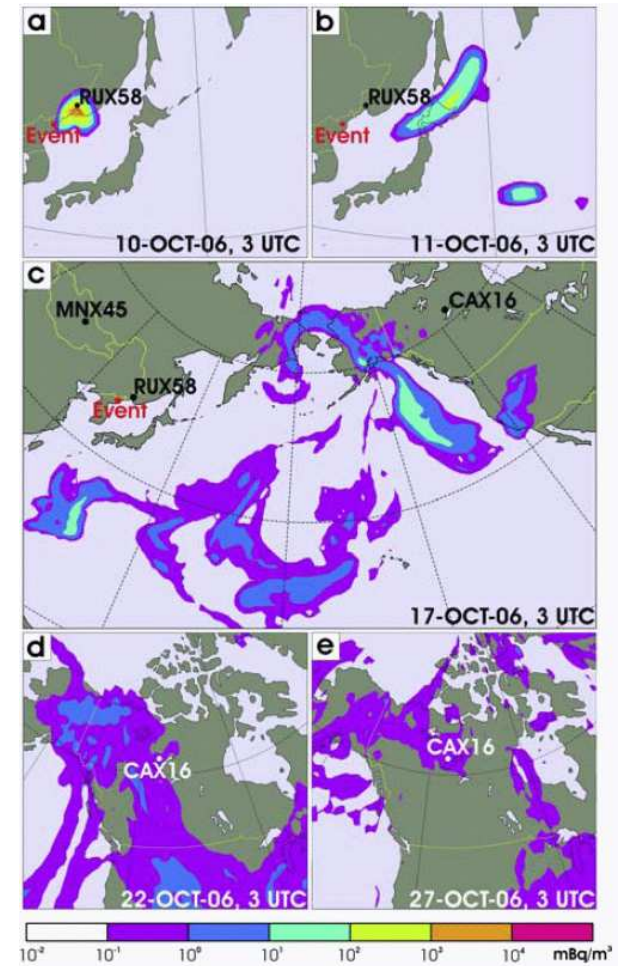 a
RUX58
Event
10-OCT-06, 3 UTC
b
RUX58
Event
11-OCT-06, 3 UTC
c
MNX45
CAX16
RUX58
Event
17-OCT-06, 3 UTC
d
CAX16
22-OCT-06, 3 UTC
e
CAX16
27-OCT-06, 3 UTC
10⁻² 10⁻¹ 10⁰ 10¹ 10² 10³ 10⁴ mBq/m³